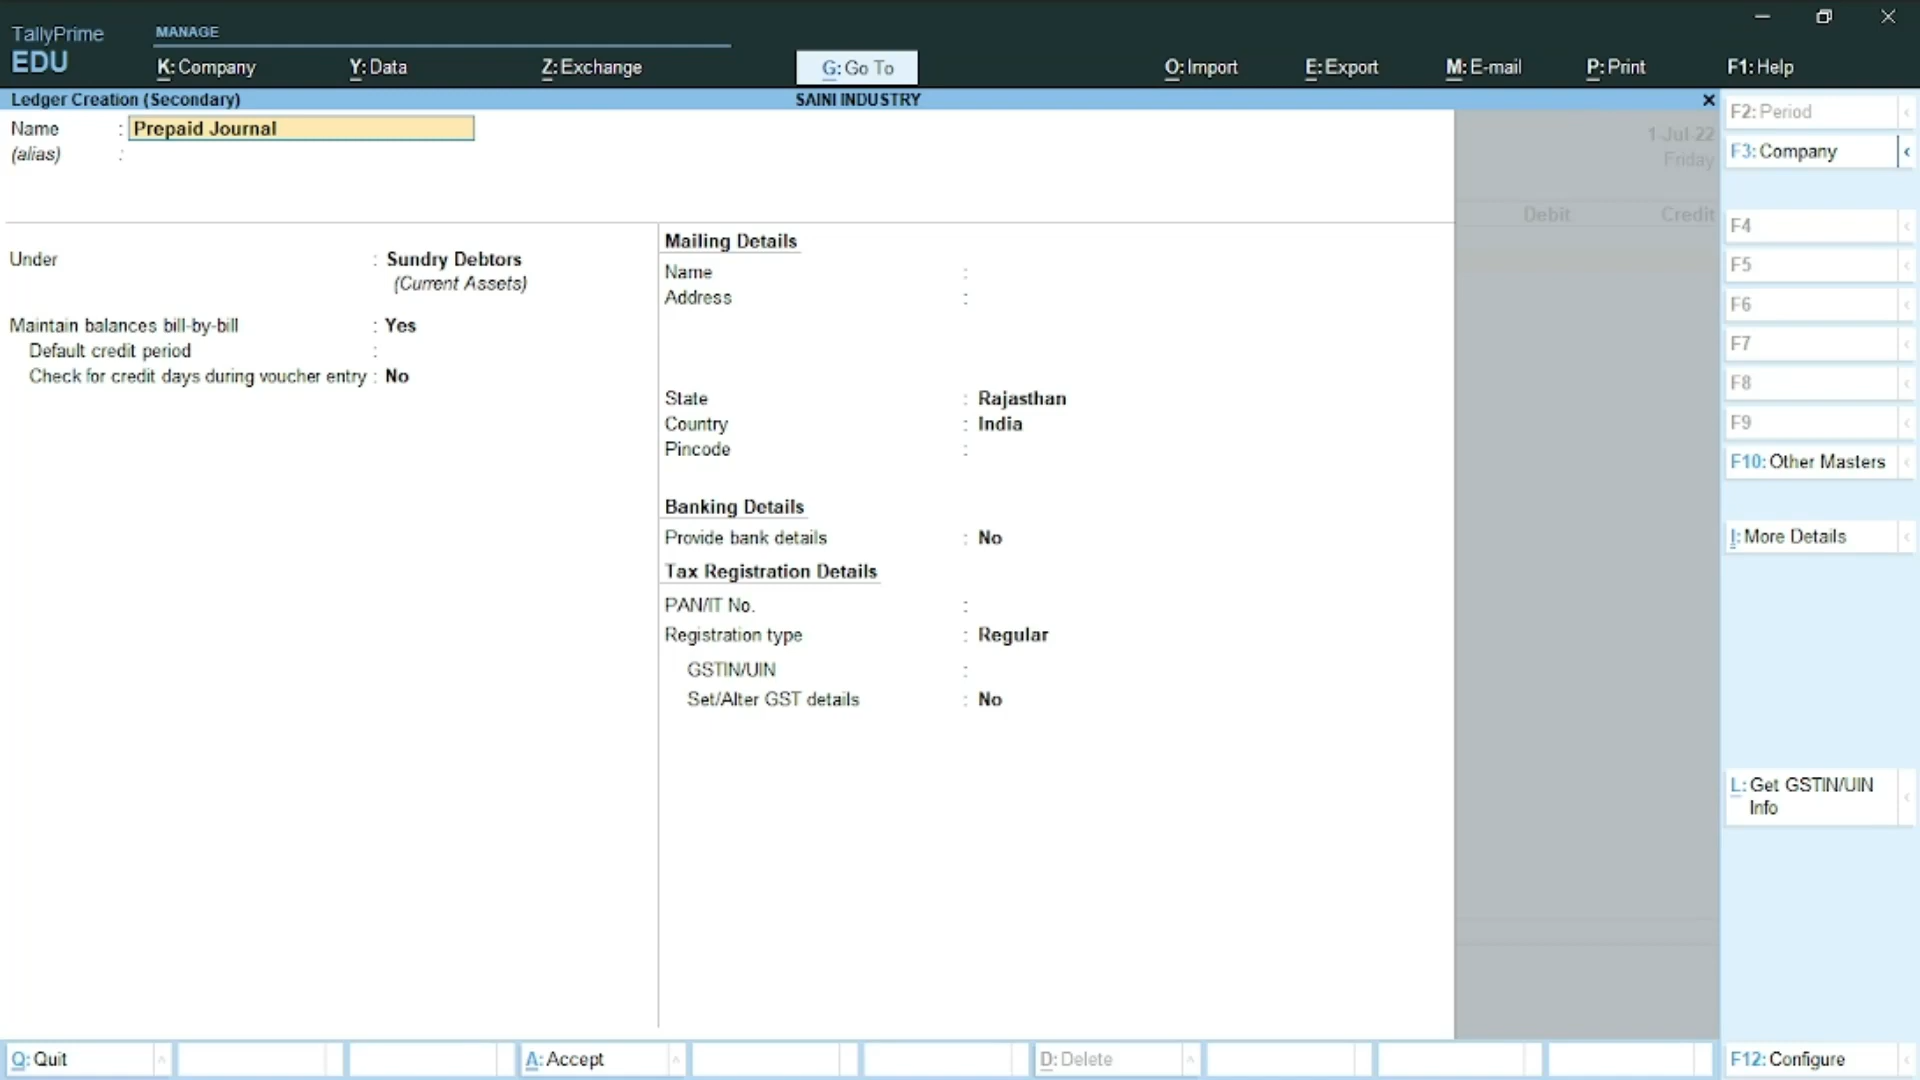 TallyPrime
EDU
MANAGE
K: Company
Y: Data
Z: Exchange
G: Go To
O: Import
E: Export
M: E-mail
P: Print
F1: Help
Ledger Creation (Secondary)
SAINI INDUSTRY
Name : Prepaid Journal
(alias) :
1-Jul-22
Friday
Debit Credit
Under : Sundry Debtors
(Current Assets)
Maintain balances bill-by-bill : Yes
Default credit period :
Check for credit days during voucher entry : No
Mailing Details
Name :
Address :
State : Rajasthan
Country : India
Pincode :
Banking Details
Provide bank details : No
Tax Registration Details
PAN/IT No. :
Registration type : Regular
GSTIN/UIN :
Set/Alter GST details : No
F2: Period
F3: Company
F4
F5
F6
F7
F8
F9
F10: Other Masters
I: More Details
L: Get GSTIN/UIN
Info
Q: Quit
A: Accept
D: Delete
F12: Configure